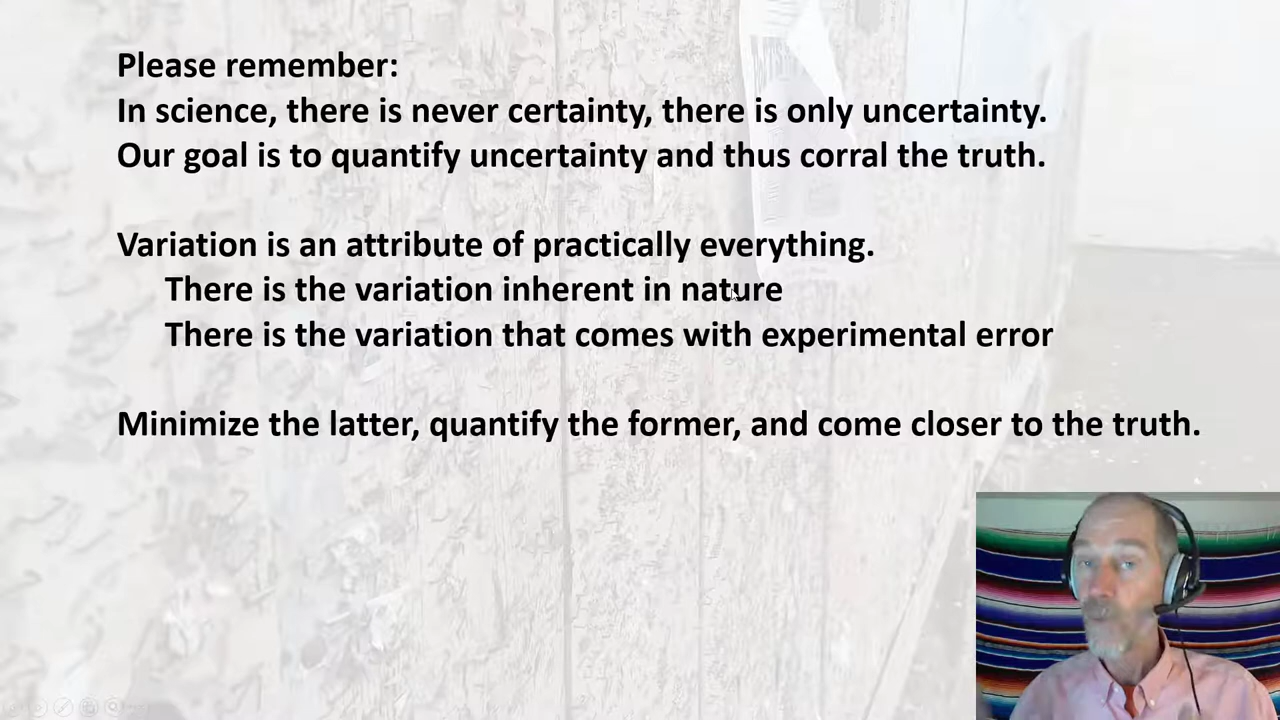 Please remember:
In science, there is never certainty, there is only uncertainty.
Our goal is to quantify uncertainty and thus corral the truth.
Variation is an attribute of practically everything.
There is the variation inherent in nature
There is the variation that comes with experimental error
Minimize the latter, quantify the former, and come closer to the truth.